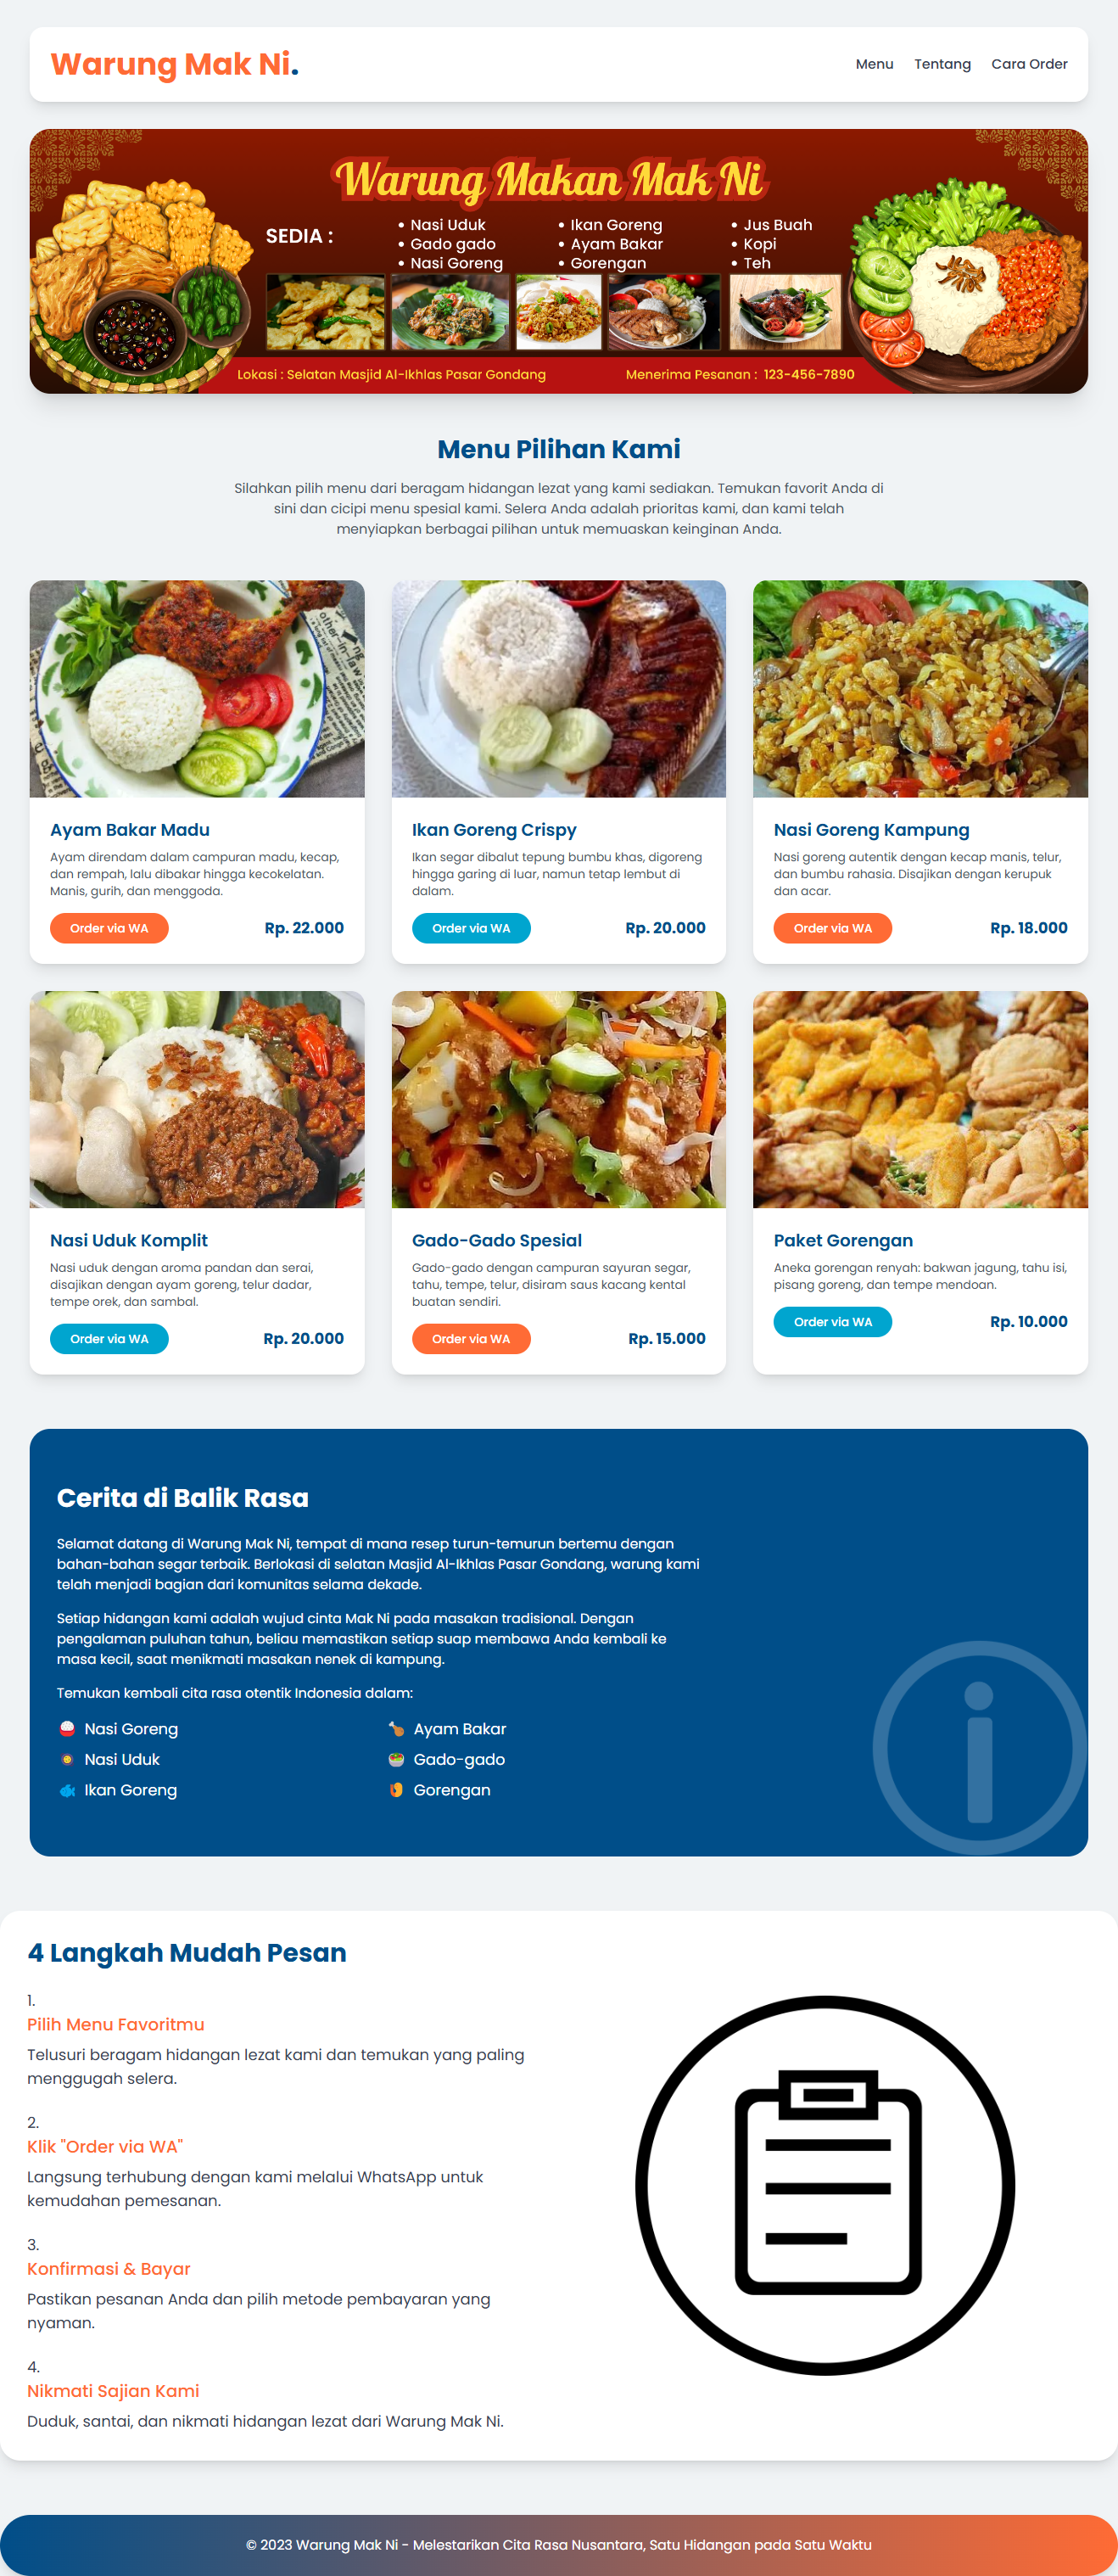 Warung Mak Ni.
Menu Tentang Cara Order
Warung Makan Mak Ni
SEDIA :
• Nasi Uduk
• Gado gado
• Nasi Goreng
• Ikan Goreng
• Ayam Bakar
• Gorengan
• Jus Buah
• Kopi
• Teh
Lokasi : Selatan Masjid Al-Ikhlas Pasar Gondang
Menerima Pesanan : 123-456-7890
Menu Pilihan Kami
Silahkan pilih menu dari beragam hidangan lezat yang kami sediakan. Temukan favorit Anda di
sini dan cicipi menu spesial kami. Selera Anda adalah prioritas kami, dan kami telah
menyiapkan berbagai pilihan untuk memuaskan keinginan Anda.
Ayam Bakar Madu
Ayam direndam dalam campuran madu, kecap,
dan rempah, lalu dibakar hingga kecokelatan.
Manis, gurih, dan menggoda.
Order via WA
Rp. 22.000
Ikan Goreng Crispy
Ikan segar dibalut tepung bumbu khas, digoreng
hingga garing di luar, namun tetap lembut di
dalam.
Order via WA
Rp. 20.000
Nasi Goreng Kampung
Nasi goreng autentik dengan kecap manis, telur,
dan bumbu rahasia. Disajikan dengan kerupuk
dan acar.
Order via WA
Rp. 18.000
Nasi Uduk Komplit
Nasi uduk dengan aroma pandan dan serai,
disajikan dengan ayam goreng, telur dadar,
tempe orek, dan sambal.
Order via WA
Rp. 20.000
Gado-Gado Spesial
Gado-gado dengan campuran sayuran segar,
tahu, tempe, telur, disiram saus kacang kental
buatan sendiri.
Order via WA
Rp. 15.000
Paket Gorengan
Aneka gorengan renyah: bakwan jagung, tahu isi,
pisang goreng, dan tempe mendoan.
Order via WA
Rp. 10.000
Cerita di Balik Rasa
Selamat datang di Warung Mak Ni, tempat di mana resep turun-temurun bertemu dengan
bahan-bahan segar terbaik. Berlokasi di selatan Masjid Al-Ikhlas Pasar Gondang, warung kami
telah menjadi bagian dari komunitas selama dekade.
Setiap hidangan kami adalah wujud cinta Mak Ni pada masakan tradisional. Dengan
pengalaman puluhan tahun, beliau memastikan setiap suap membawa Anda kembali ke
masa kecil, saat menikmati masakan nenek di kampung.
Temukan kembali cita rasa otentik Indonesia dalam:
Nasi Goreng
Ayam Bakar
Nasi Uduk
Gado-gado
Ikan Goreng
Gorengan
4 Langkah Mudah Pesan
1.
Pilih Menu Favoritmu
Telusuri beragam hidangan lezat kami dan temukan yang paling
menggugah selera.
2.
Klik "Order via WA"
Langsung terhubung dengan kami melalui WhatsApp untuk
kemudahan pemesanan.
3.
Konfirmasi & Bayar
Pastikan pesanan Anda dan pilih metode pembayaran yang
nyaman.
4.
Nikmati Sajian Kami
Duduk, santai, dan nikmati hidangan lezat dari Warung Mak Ni.
© 2023 Warung Mak Ni - Melestarikan Cita Rasa Nusantara, Satu Hidangan pada Satu Waktu